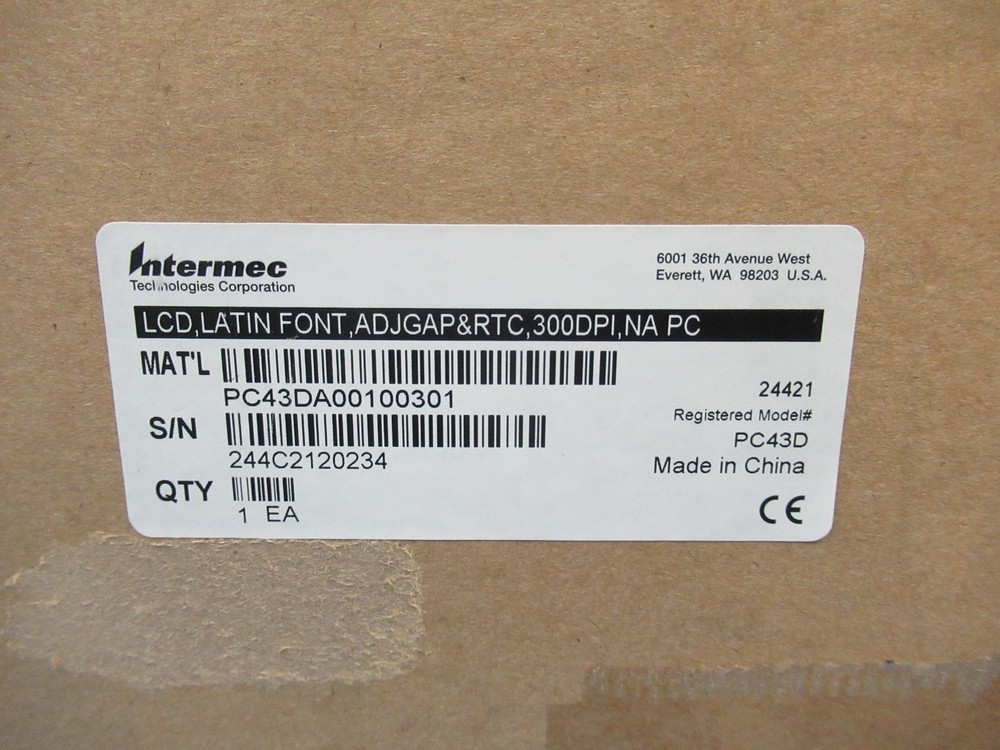 Intermec
Technologies Corporation
6001 36th Avenue West
Everett, WA 98203 U.S.A.
LCD,LATIN FONT,ADJGAP&RTC,300DPI,NA PC
MAT'L
PC43DA00100301
24421
Registered Model#
S/N
PC43D
244C2120234
Made in China
QTY
1 EA
CE